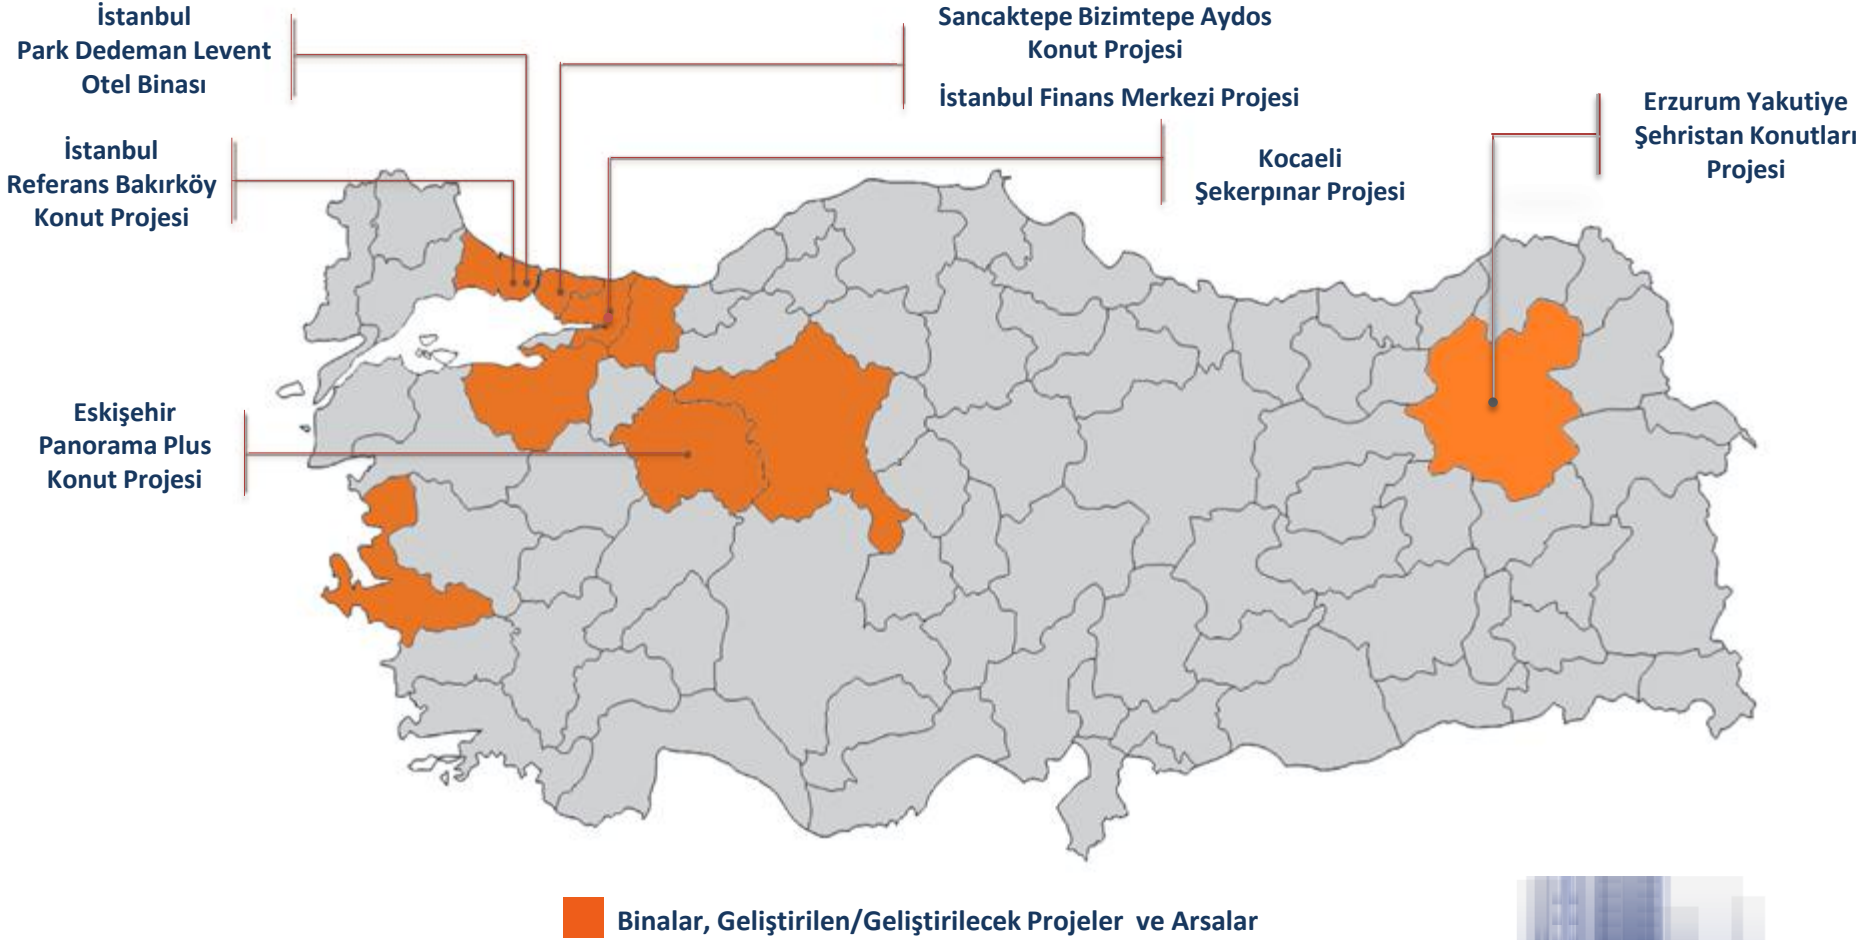 İstanbul
Park Dedeman Levent
Otel Binası
Sancaktepe Bizimtepe Aydos
Konut Projesi
İstanbul Finans Merkezi Projesi
Erzurum Yakutiye
Şehristan Konutları
Projesi
İstanbul
Referans Bakırköy
Konut Projesi
Kocaeli
Şekerpınar Projesi
Eskişehir
Panorama Plus
Konut Projesi
Binalar, Geliştirilen/Geliştirilecek Projeler ve Arsalar